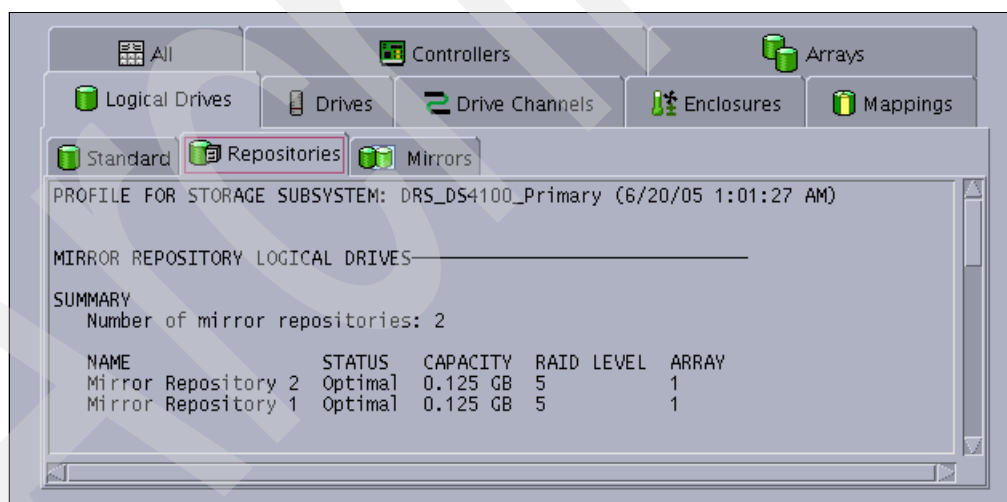 All Controllers Arrays
Logical Drives Drives Drive Channels Enclosures Mappings
Standard Repositories Mirrors
PROFILE FOR STORAGE SUBSYSTEM: DRS_DS4100_Primary (6/20/05 1:01:27 AM)
MIRROR REPOSITORY LOGICAL DRIVES
SUMMARY
Number of mirror repositories: 2
NAME STATUS CAPACITY RAID LEVEL ARRAY
Mirror Repository 2 Optimal 0.125 GB 5 1
Mirror Repository 1 Optimal 0.125 GB 5 1